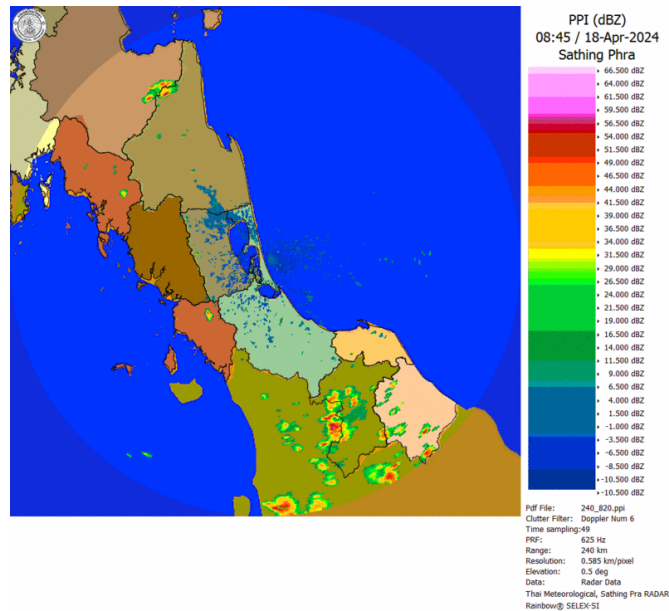 PPI (dBZ)
08:45 / 18-Apr-2024
Sathing Phra
66.500 dBZ
64.000 dBZ
61.500 dBZ
59.500 dBZ
56.500 dBZ
54.000 dBZ
51.500 dBZ
49.000 dBZ
46.500 dBZ
44.000 dBZ
41.500 dBZ
39.000 dBZ
36.500 dBZ
34.000 dBZ
31.500 dBZ
29.000 dBZ
26.500 dBZ
24.000 dBZ
21.500 dBZ
19.000 dBZ
16.500 dBZ
14.000 dBZ
11.500 dBZ
9.000 dBZ
6.500 dBZ
4.000 dBZ
1.500 dBZ
-1.000 dBZ
-3.500 dBZ
-6.500 dBZ
-8.500 dBZ
-10.500 dBZ
-10.500 dBZ
Pdf File: 240_820.ppi
Clutter Filter: Doppler Num 6
Time sampling:49
PRF: 625 Hz
Range: 240 km
Resolution: 0.585 km/pixel
Elevation: 0.5 deg
Data: Radar Data
Thai Meteorological, Sathing Pra RADAR
Rainbow® SELEX-SI